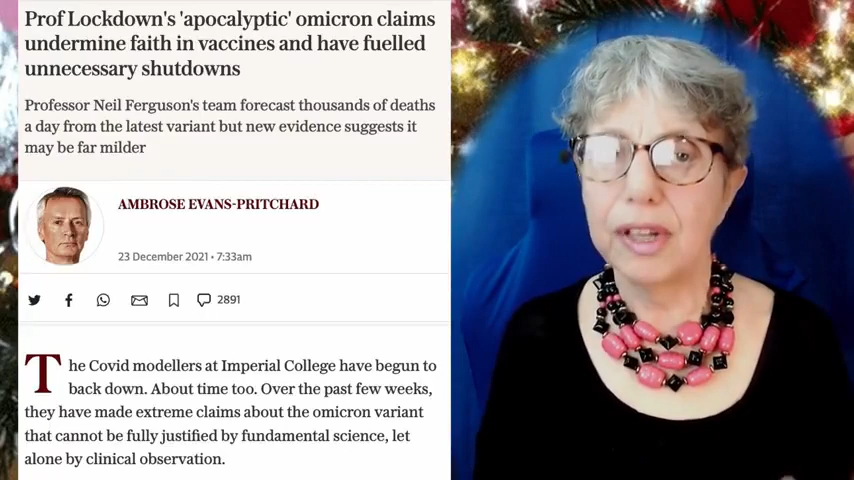 Prof Lockdown's 'apocalyptic' omicron claims
undermine faith in vaccines and have fuelled
unnecessary shutdowns
Professor Neil Ferguson's team forecast thousands of deaths
a day from the latest variant but new evidence suggests it
may be far milder
AMBROSE EVANS-PRITCHARD
23 December 2021 • 7:33am
2891
The Covid modellers at Imperial College have begun to
back down. About time too. Over the past few weeks,
they have made extreme claims about the omicron variant
that cannot be fully justified by fundamental science, let
alone by clinical observation.